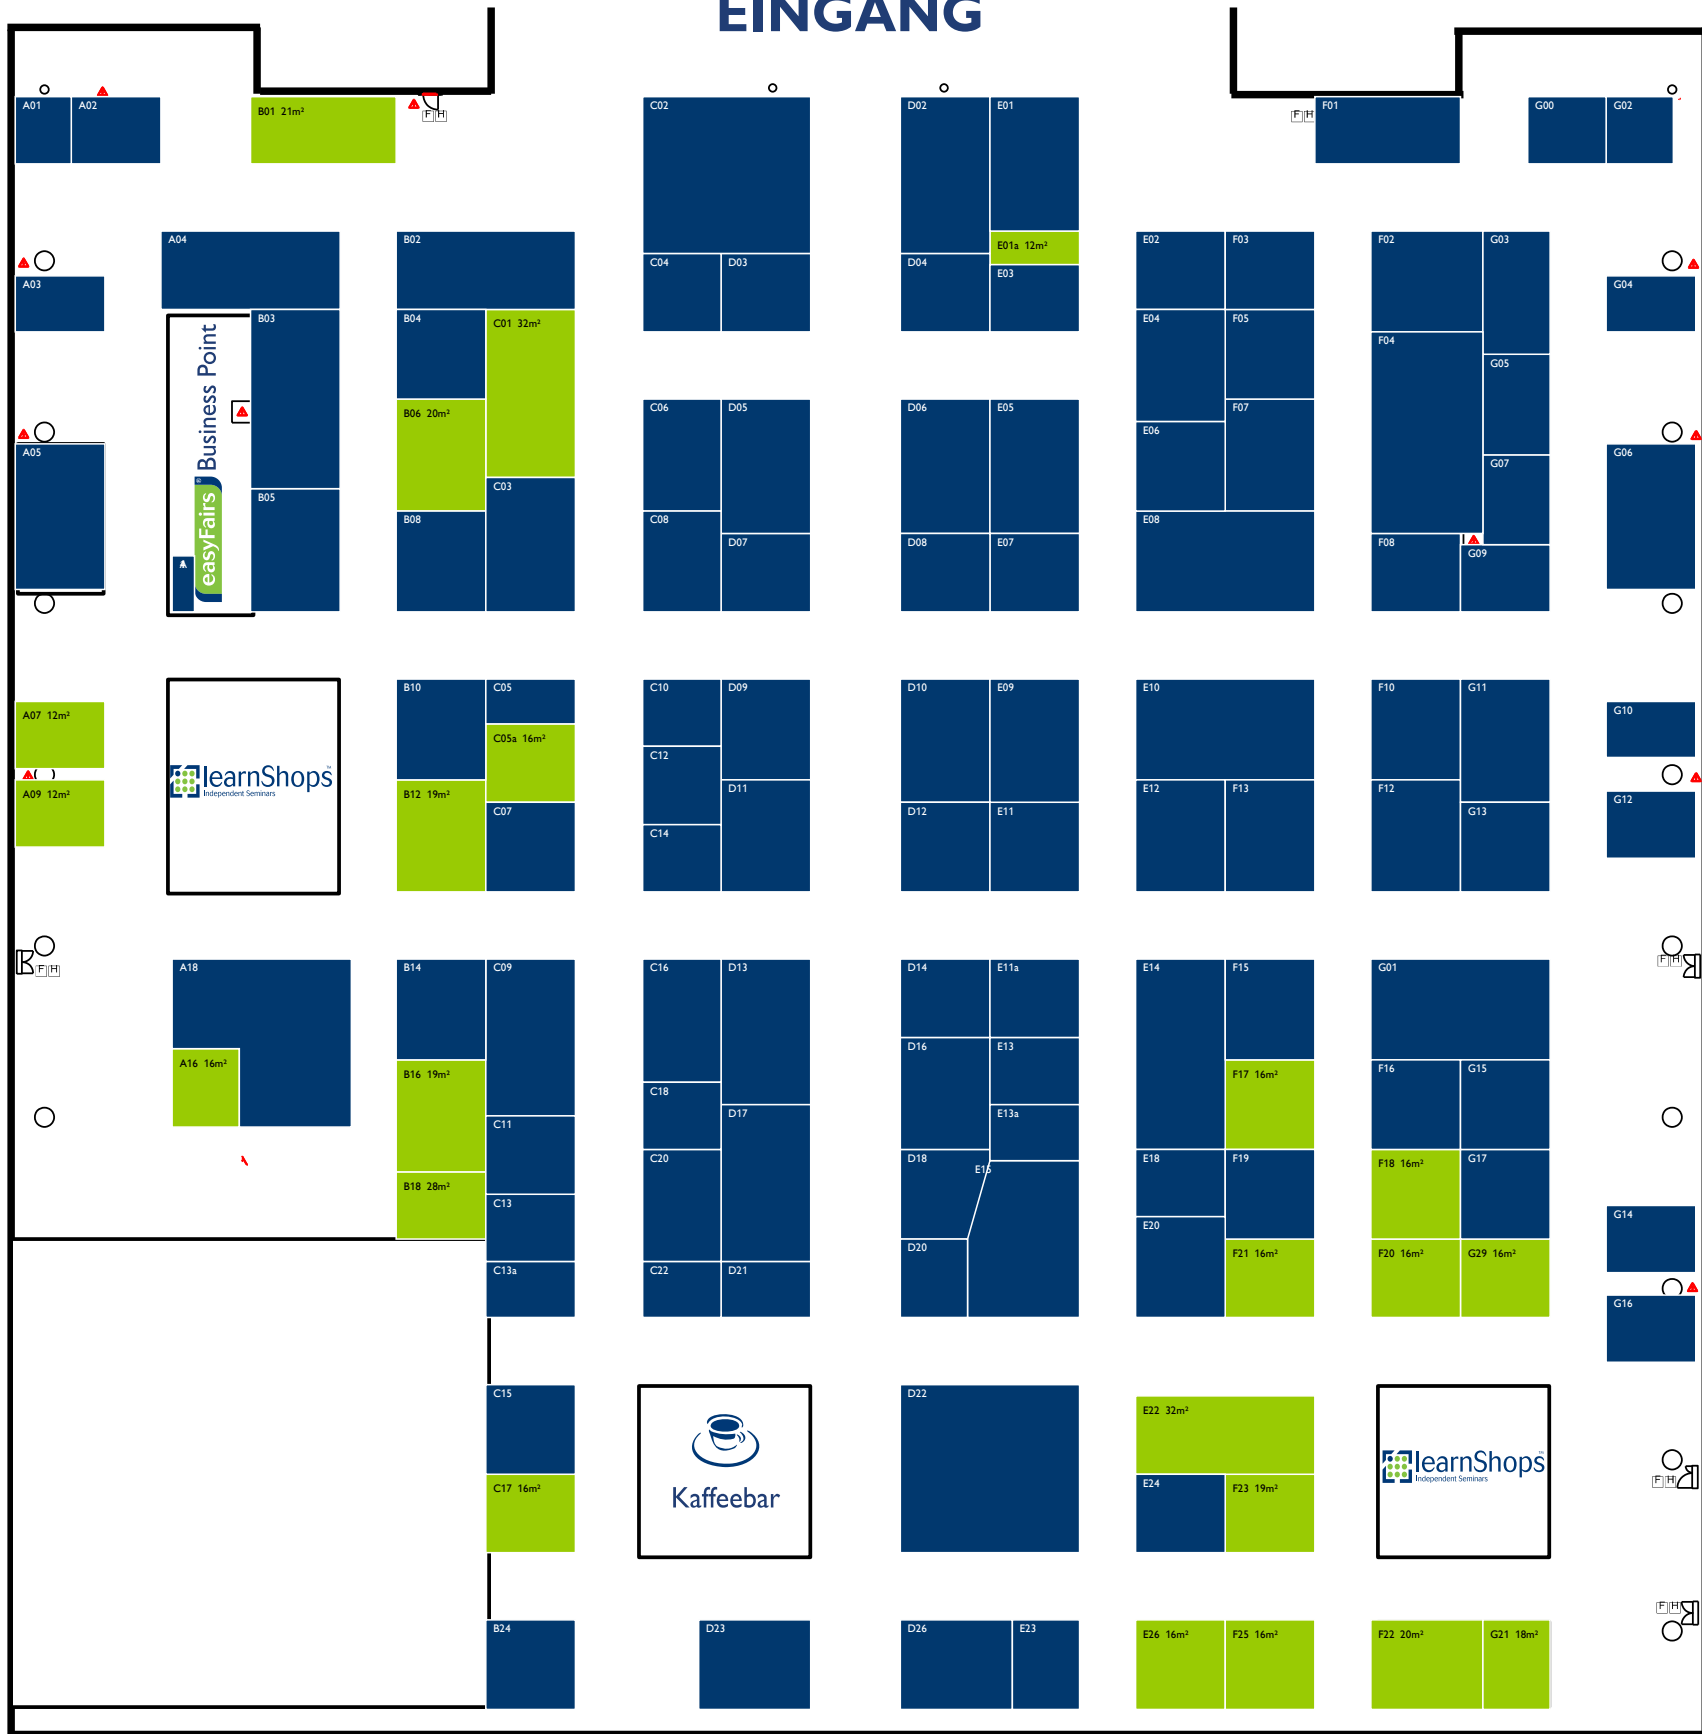 EINGANG
A01 A02
B01 21m²
F H
C02
D02 E01
F H
F01
G00 G02
A04
B02
E01a 12m²
E02 F03
F02 G03
C04 D03
D04 E03
A03
G04
B03
B04 C01 32m²
E04 F05
F04
G05
easyFairs® Business Point
B06 20m²
C06 D05
D06 E05
F07
E06
A05
G06
G07
C03
B05
B08
C08
E08
D07
D08 E07
F08 G09
B10 C05
C10 D09
D10 E09
E10
F10 G11
A07 12m²
G10
C05a 16m²
C12
learnShops™
Independent Seminars
A09 12m²
B12 19m²
D11
E12 F13
F12
G12
C07
D12 E11
G13
C14
F H
F H
A18
B14 C09
C16 D13
D14 E11a
E14 F15
G01
D16 E13
A16 16m²
B16 19m²
F17 16m²
F16 G15
C18
D17
E13a
C11
C20
D18
E15
E18 F19
F18 16m² G17
B18 28m²
C13
G14
E20
D20
F21 16m²
F20 16m² G29 16m²
C13a
C22 D21
G16
C15
D22
E22 32m²
Kaffeebar
learnShops™
Independent Seminars
F H
C17 16m²
E24 F23 19m²
F H
B24
D23
D26 E23
E26 16m² F25 16m²
F22 20m² G21 18m²